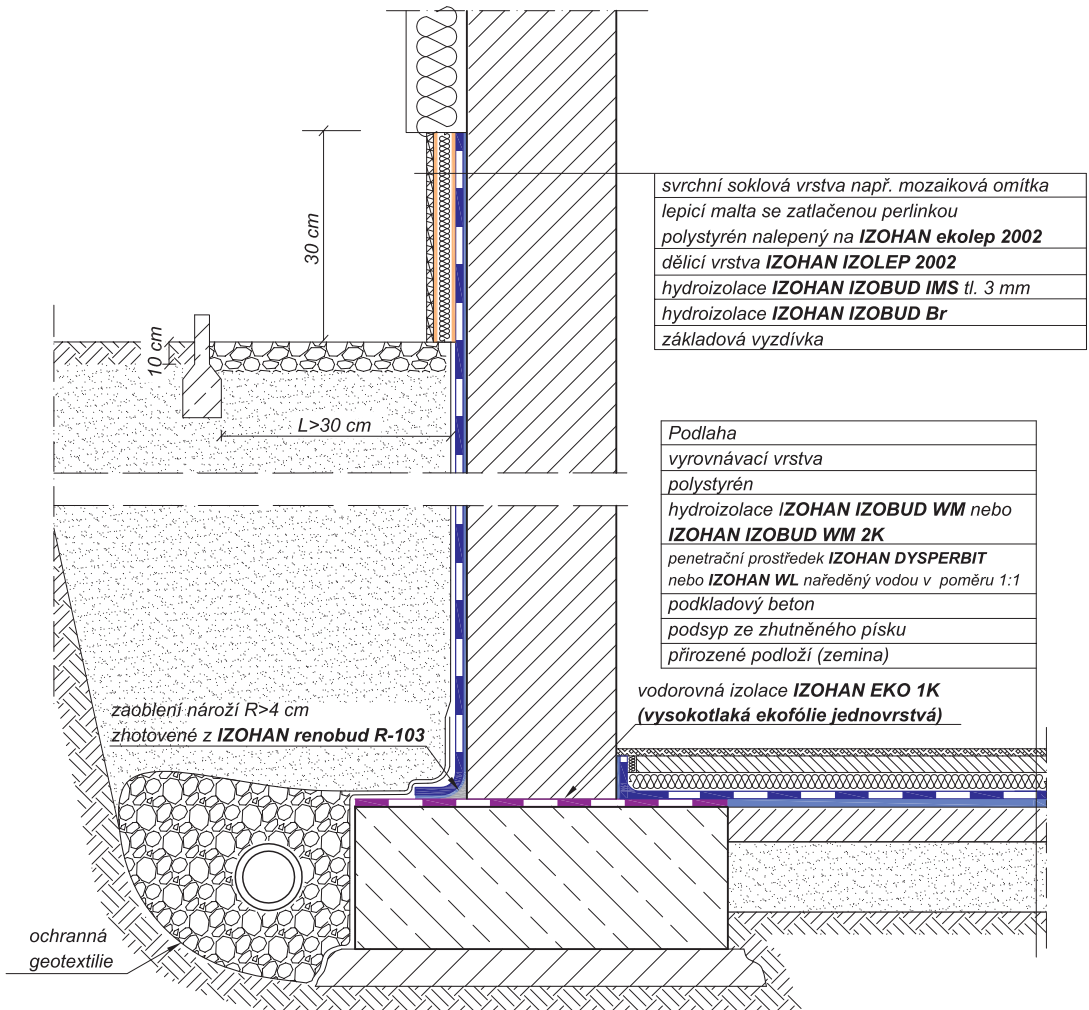 svrchní soklová vrstva např. mozaiková omítka
lepicí malta se zatlačenou perlinkou
polystyrén nalepený na IZOHAN ekolep 2002
dělicí vrstva IZOHAN IZOLEP 2002
hydroizolace IZOHAN IZOBUD IMS tl. 3 mm
hydroizolace IZOHAN IZOBUD Br
základová vyzdívka
30 cm
10 cm
L>30 cm
Podlaha
vyrovnávací vrstva
polystyrén
hydroizolace IZOHAN IZOBUD WM nebo
IZOHAN IZOBUD WM 2K
penetrační prostředek IZOHAN DYSPERBIT
nebo IZOHAN WL naředěný vodou v poměru 1:1
podkladový beton
podsyp ze zhutněného písku
přirozené podloží (zemina)
vodorovná izolace IZOHAN EKO 1K
(vysokotlaká ekofólie jednovrstvá)
zaoblení nároží R>4 cm
zhotovené z IZOHAN renobud R-103
ochranná
geotextilie